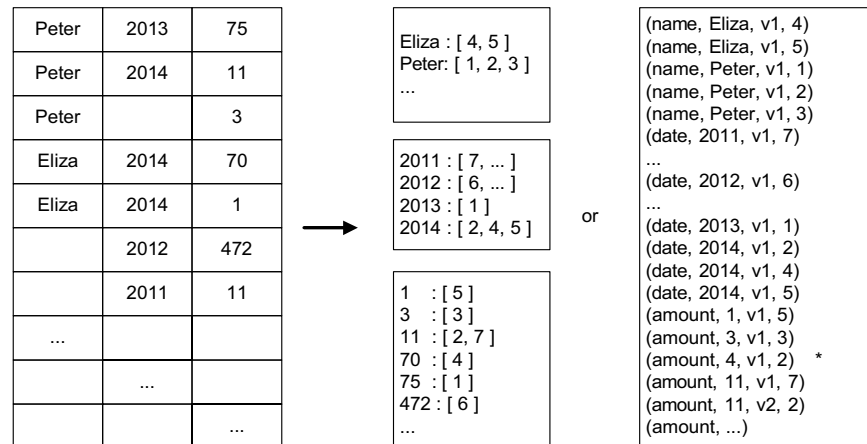 Peter 2013 75
Peter 2014 11
Peter 3
Eliza 2014 70
Eliza 2014 1
2012 472
2011 11
...
...
...
Eliza : [ 4, 5 ]
Peter: [ 1, 2, 3 ]
...
2011 : [ 7, ... ]
2012 : [ 6, ... ]
2013 : [ 1 ]
2014 : [ 2, 4, 5 ]
1 : [ 5 ]
3 : [ 3 ]
11 : [ 2, 7 ]
70 : [ 4 ]
75 : [ 1 ]
472 : [ 6 ]
...
or
(name, Eliza, v1, 4)
(name, Eliza, v1, 5)
(name, Peter, v1, 1)
(name, Peter, v1, 2)
(name, Peter, v1, 3)
(date, 2011, v1, 7)
...
(date, 2012, v1, 6)
...
(date, 2013, v1, 1)
(date, 2014, v1, 2)
(date, 2014, v1, 4)
(date, 2014, v1, 5)
(amount, 1, v1, 5)
(amount, 3, v1, 3)
(amount, 4, v1, 2) *
(amount, 11, v1, 7)
(amount, 11, v2, 2)
(amount, ...)